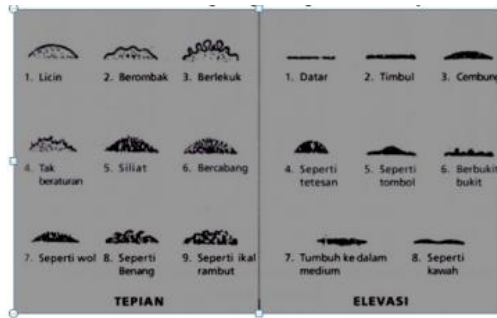 1. Licin
2. Berombak
3. Berlekuk
1. Datar
2. Timbul
3. Cembung
4. Tak
beraturan
5. Siliat
6. Bercabang
4. Seperti
tetesan
5. Seperti
tombol
6. Berbukit
bukit
7. Seperti wol
8. Seperti
Benang
9. Seperti ikal
rambut
7. Tumbuh ke dalam
medium
8. Seperti
kawah
TEPIAN
ELEVASI